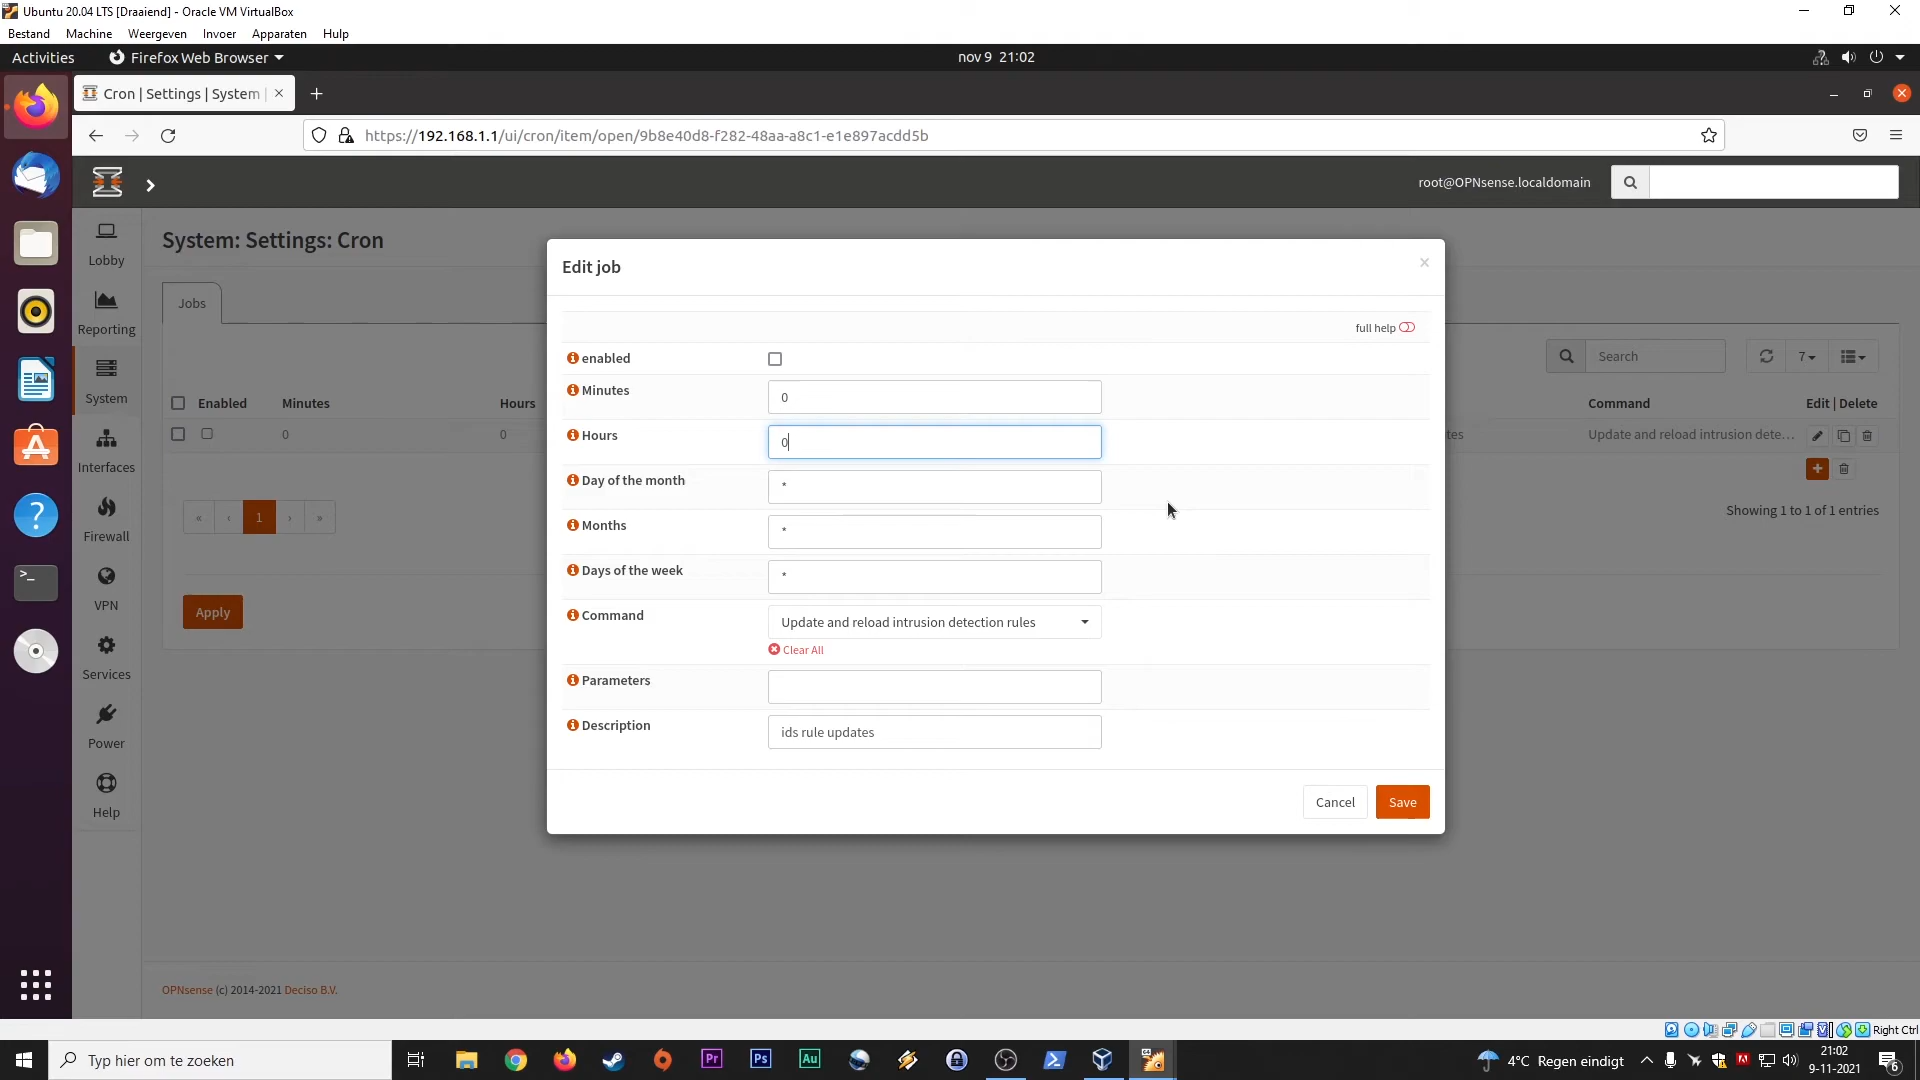 Ubuntu 20.04 LTS [Draaiend] - Oracle VM VirtualBox
Bestand Machine Weergeven Invoer Apparaten Hulp
Activities Firefox Web Browser nov 9 21:02
Cron | Settings | System |
https://192.168.1.1/ui/cron/item/open/9b8e40d8-f282-48aa-a8c1-e1e897acdd5b
root@OPNsense.localdomain
Lobby
Reporting
System
Interfaces
Firewall
VPN
Services
Power
Help
System: Settings: Cron
Jobs
Search 7
Enabled Minutes Hours Command Edit | Delete
0 0 tes Update and reload intrusion dete...
« ‹ 1 › »
Showing 1 to 1 of 1 entries
Apply
Edit job ×
full help
enabled
Minutes 0
Hours 0
Day of the month *
Months *
Days of the week *
Command Update and reload intrusion detection rules
Clear All
Parameters
Description ids rule updates
Cancel Save
OPNsense (c) 2014-2021 Deciso B.V.
Right Ctrl
Typ hier om te zoeken
Pr Ps Au
4°C Regen eindigt
21:02
9-11-2021
6